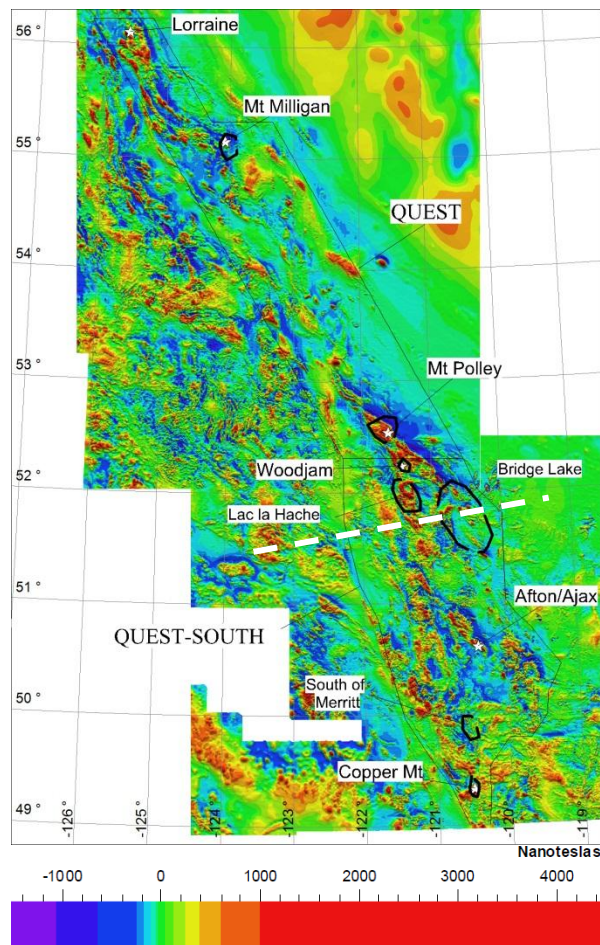 56°
Lorraine
Mt Milligan
55°
QUEST
54°
53°
Mt Polley
52°
Woodjam
Bridge Lake
Lac la Hache
51°
Afton/Ajax
QUEST-SOUTH
50°
South of
Merritt
Copper Mt
49°
-126° -125° -124° -123° -122° -121° -120° -119°
Nanoteslas
-1000 0 1000 2000 3000 4000